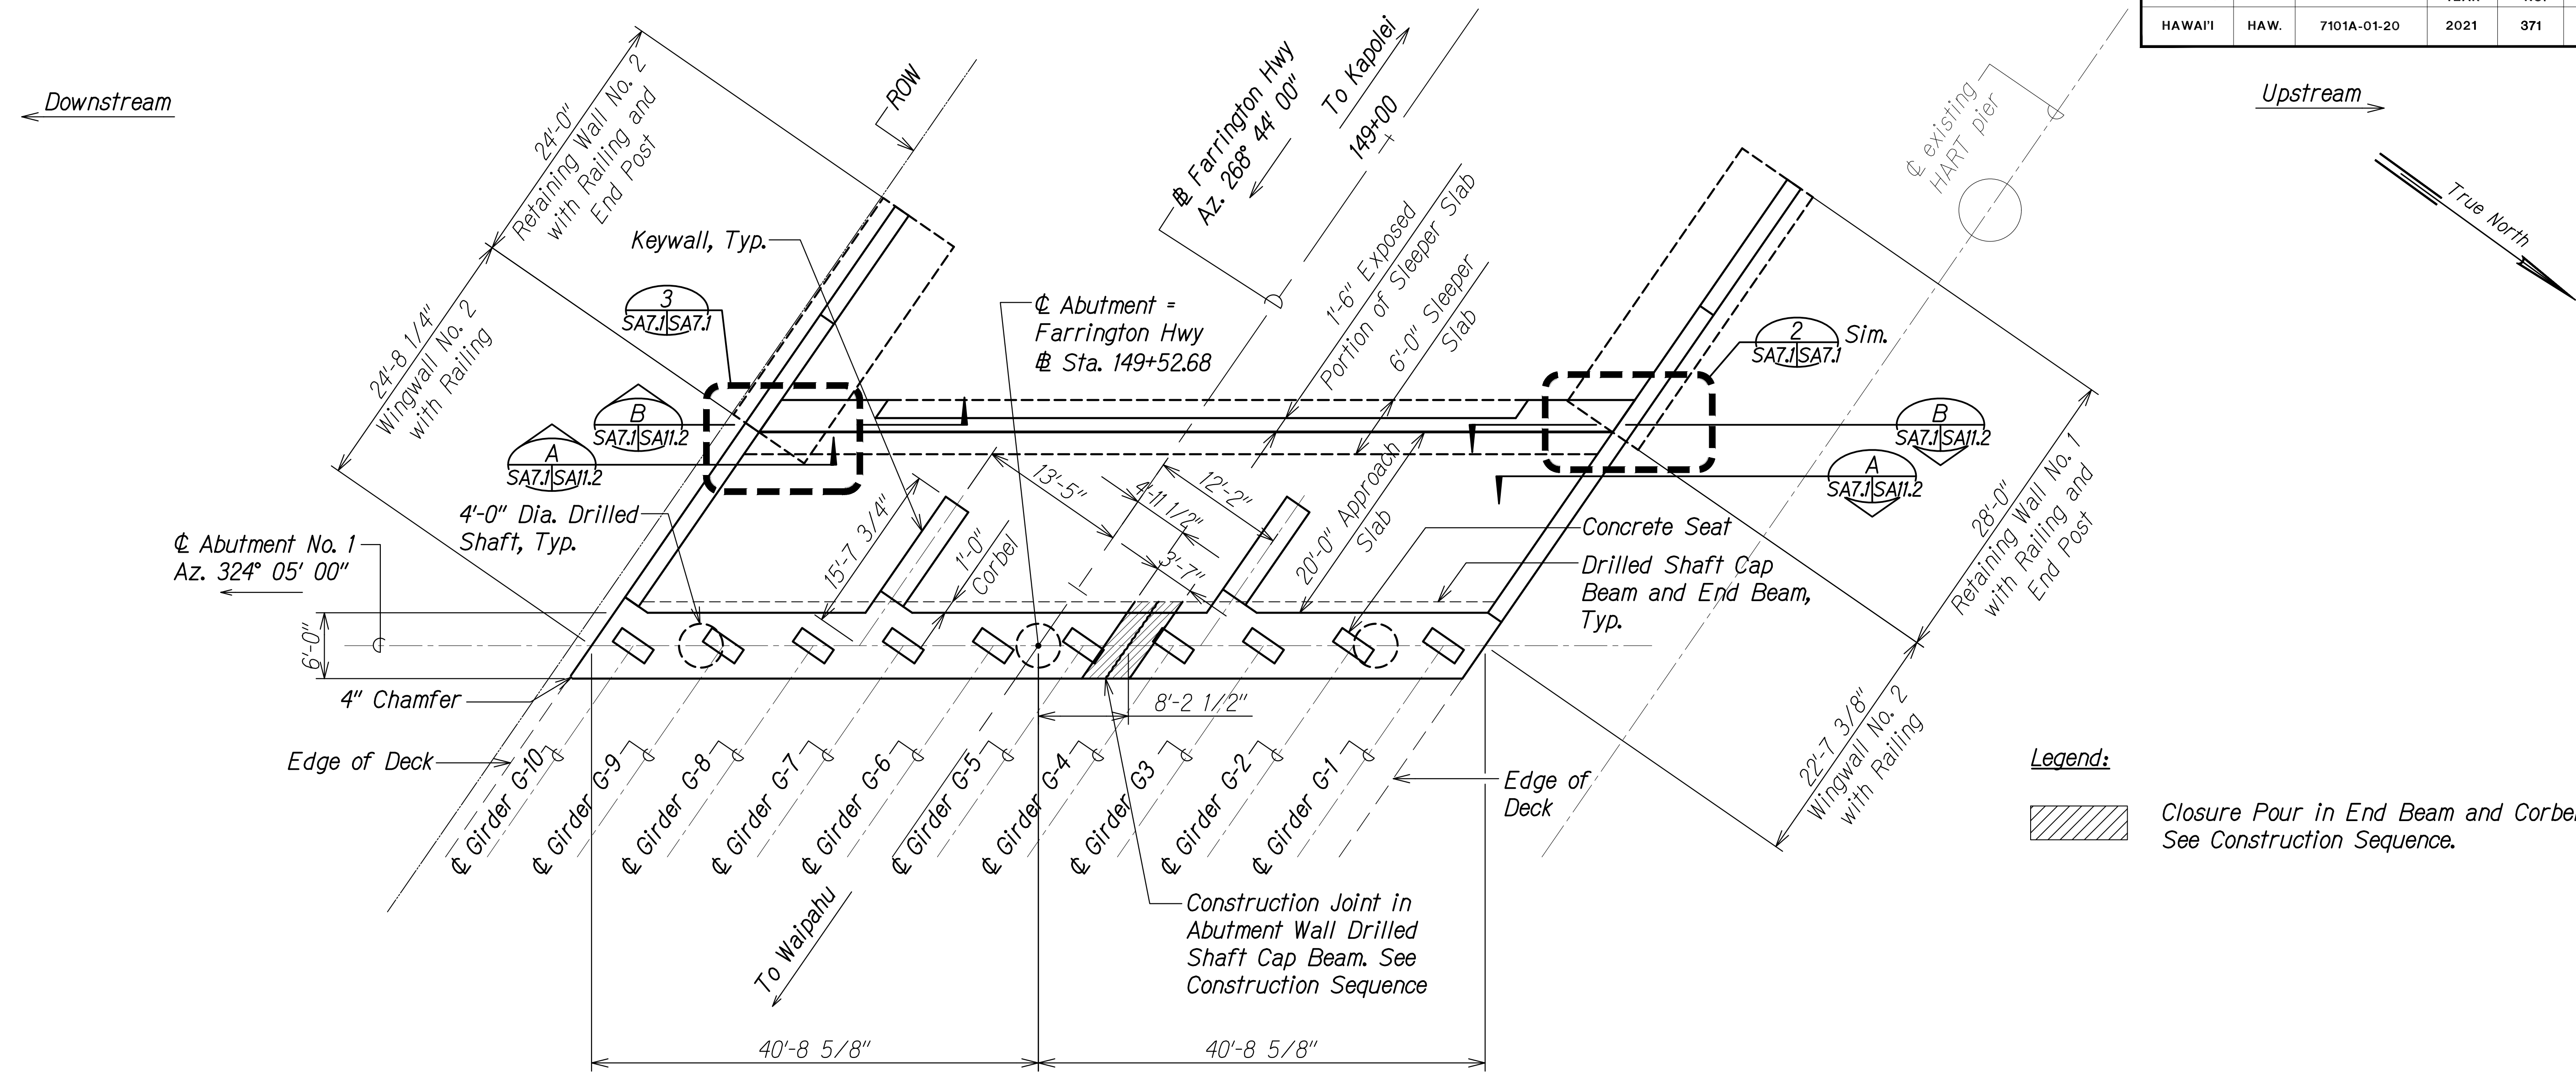 HAWAI'I HAW. 7101A-01-20 2021 371
Downstream
Upstream
True North
24'-0"
Retaining Wall No. 2
with Railing and
End Post
24'-8 1/4"
Wingwall No. 2
with Railing
ROW
Keywall, Typ.
3
SA7.1 SA7.1
B
SA7.1 SA11.2
A
SA7.1 SA11.2
4'-0" Dia. Drilled
Shaft, Typ.
℄ Abutment No. 1
Az. 324° 05' 00"
6'-0"
4" Chamfer
Edge of Deck
℄ Abutment =
Farrington Hwy
BL Sta. 149+52.68
BL Farrington Hwy
Az. 268° 44' 00"
To Kapolei
149+00
1'-6" Exposed
Portion of Sleeper Slab
6'-0" Sleeper
Slab
℄ existing
HART pier
2
SA7.1 SA7.1
Sim.
B
SA7.1 SA11.2
A
SA7.1 SA11.2
13'-5"
4'-11 1/2"
12'-2"
3'-7"
15'-7 3/4"
1'-0"
Corbel
20'-0" Approach
Slab
Concrete Seat
Drilled Shaft Cap
Beam and End Beam,
Typ.
28'-0"
Retaining Wall No. 1
with Railing and
End Post
22'-7 3/8"
Wingwall No. 2
with Railing
8'-2 1/2"
℄ Girder G-10
℄ Girder G-9
℄ Girder G-8
℄ Girder G-7
℄ Girder G-6
℄ Girder G-5
℄ Girder G-4
℄ Girder G3
℄ Girder G-2
℄ Girder G-1
Edge of
Deck
To Waipahu
Construction Joint in
Abutment Wall Drilled
Shaft Cap Beam. See
Construction Sequence
40'-8 5/8"
40'-8 5/8"
Legend:
Closure Pour in End Beam and
See Construction Sequence.